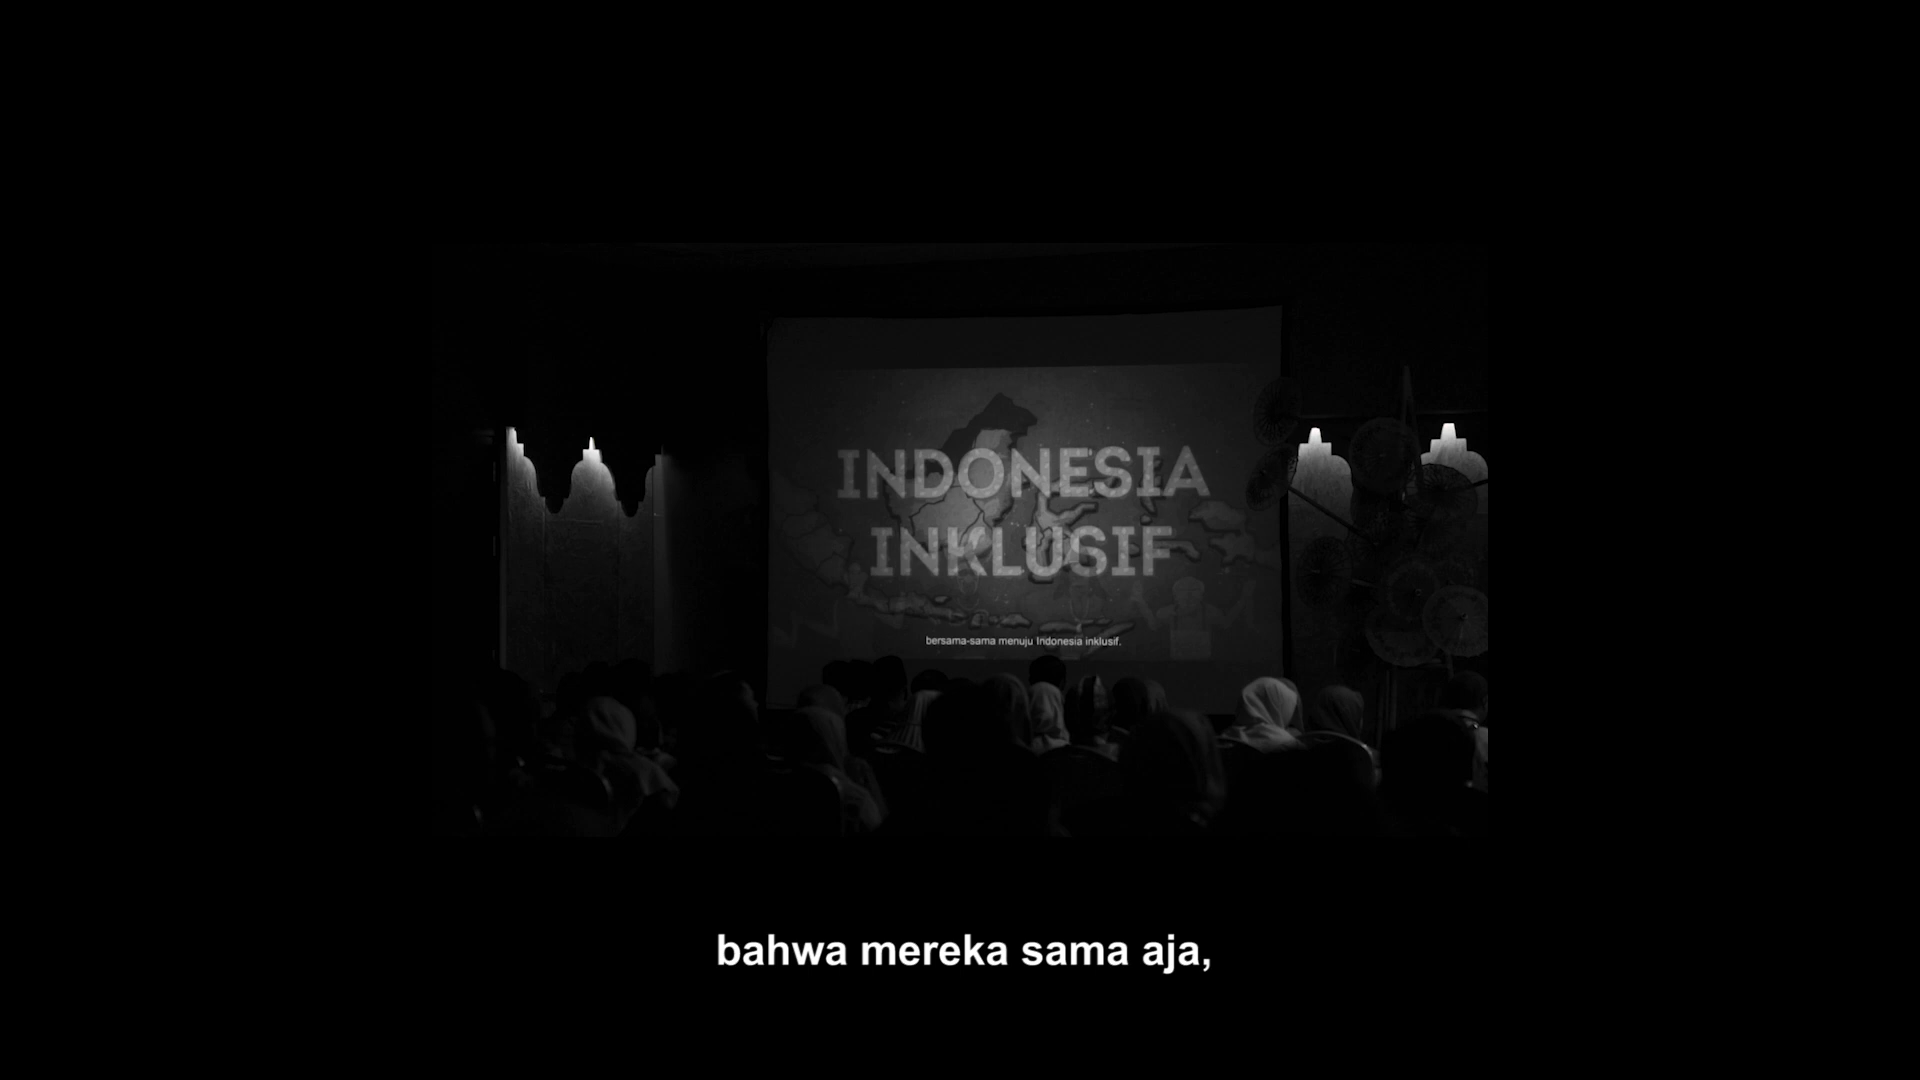 INDONESIA
INKLUSIF
bersama-sama menuju Indonesia inklusif.
bahwa mereka sama aja,